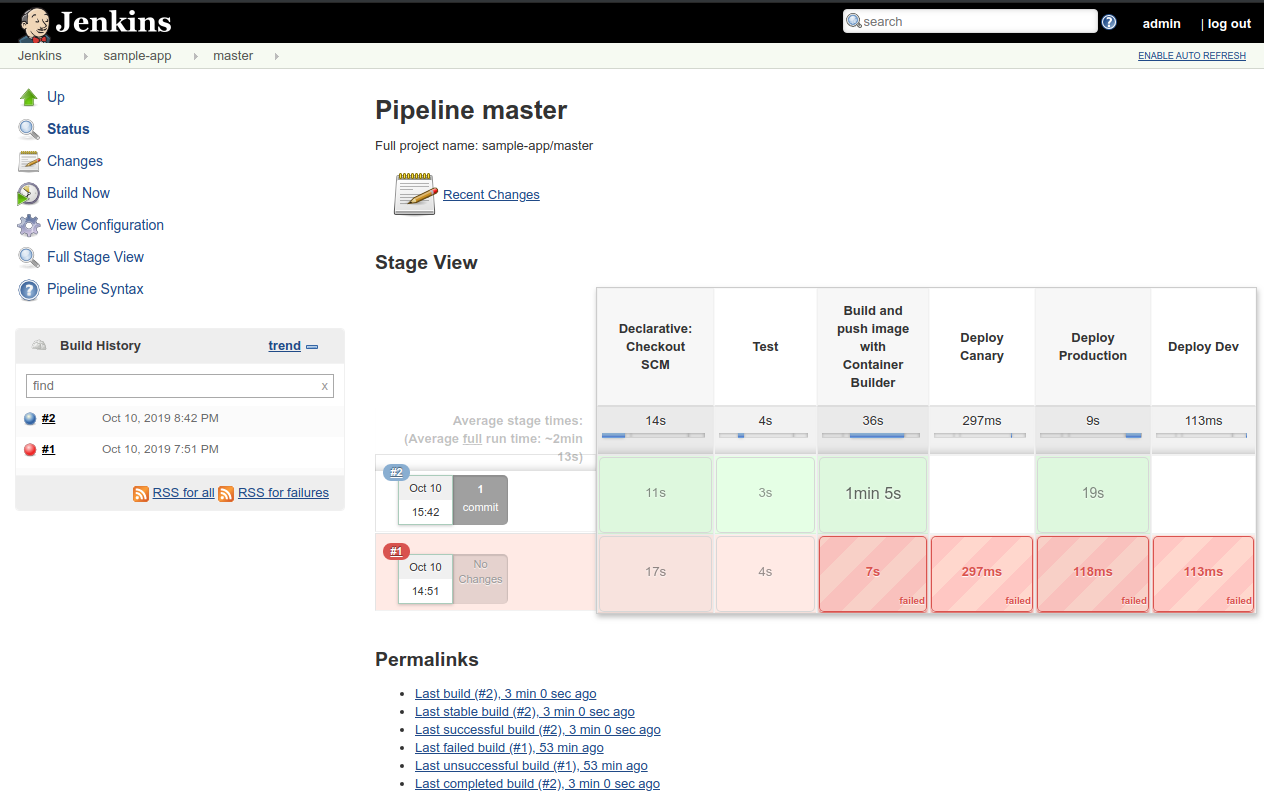 Jenkins
search
admin
| log out
Jenkins
sample-app
master
ENABLE AUTO REFRESH
Up
Status
Changes
Build Now
View Configuration
Full Stage View
Pipeline Syntax
Build History
trend
find
x
#2 Oct 10, 2019 8:42 PM
#1 Oct 10, 2019 7:51 PM
RSS for all RSS for failures
Pipeline master
Full project name: sample-app/master
Recent Changes
Stage View
Declarative:
Checkout
SCM
Test
Build and
push image
with
Container
Builder
Deploy
Canary
Deploy
Production
Deploy Dev
Average stage times:
(Average full run time: ~2min
13s)
14s
4s
36s
297ms
9s
113ms
#2
Oct 10
15:42
1
commit
11s
3s
1min 5s
19s
#1
Oct 10
14:51
No
Changes
17s
4s
7s
failed
297ms
failed
118ms
failed
113ms
failed
Permalinks
Last build (#2), 3 min 0 sec ago
Last stable build (#2), 3 min 0 sec ago
Last successful build (#2), 3 min 0 sec ago
Last failed build (#1), 53 min ago
Last unsuccessful build (#1), 53 min ago
Last completed build (#2), 3 min 0 sec ago